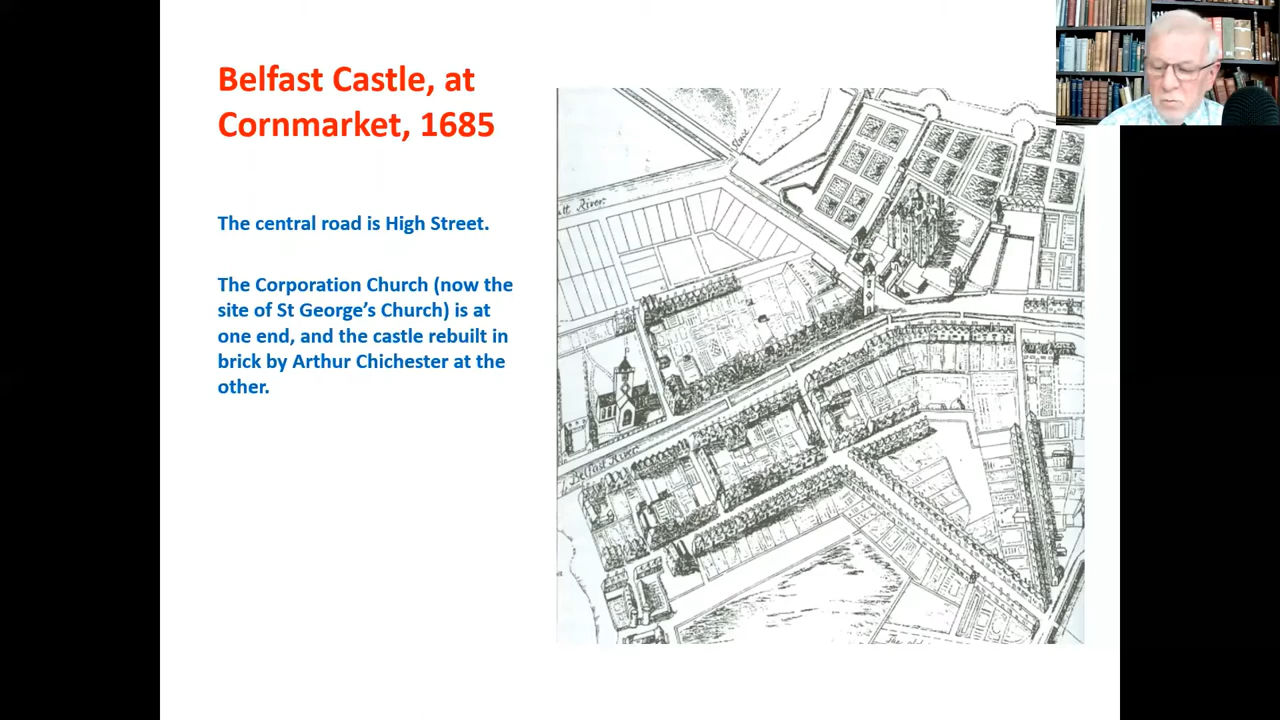 Belfast Castle, at
Cornmarket, 1685
The central road is High Street.
The Corporation Church (now the
site of St George’s Church) is at
one end, and the castle rebuilt in
brick by Arthur Chichester at the
other.
River
Belfast River